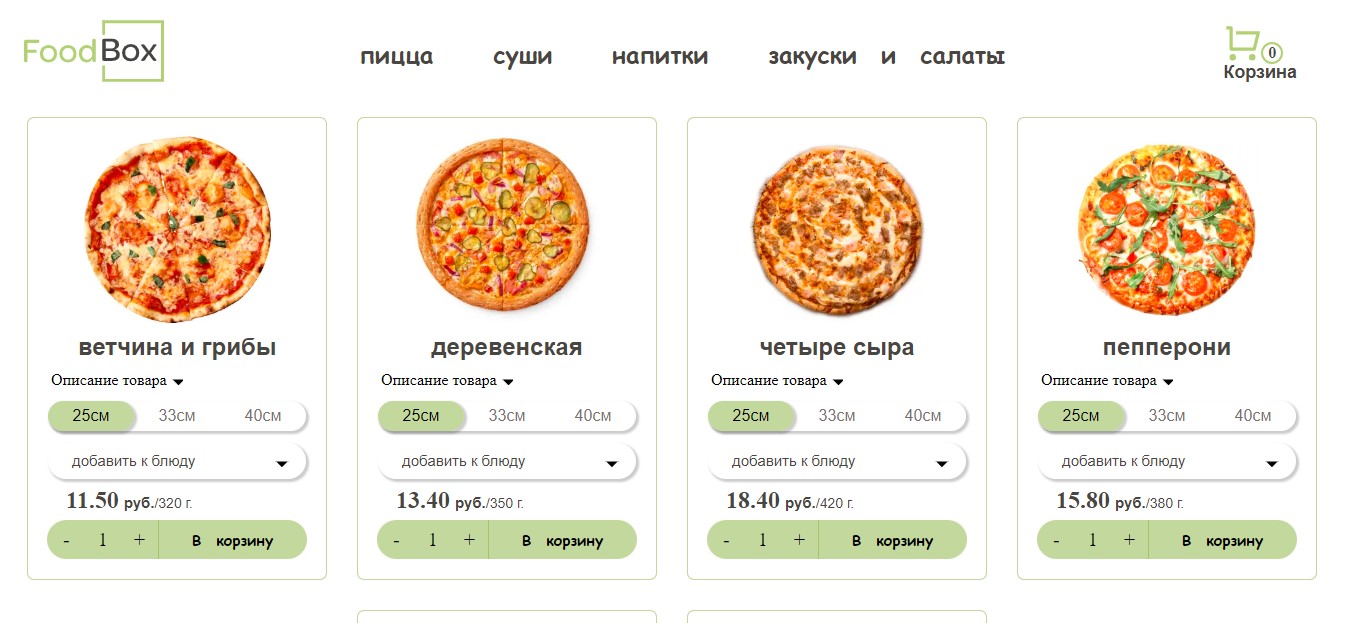 FoodBox
пицца суши напитки закуски и салаты
0
Корзина
ветчина и грибы
Описание товара
25см 33см 40см
добавить к блюду
11.50 руб./320 г.
- 1 + В корзину
деревенская
Описание товара
25см 33см 40см
добавить к блюду
13.40 руб./350 г.
- 1 + В корзину
четыре сыра
Описание товара
25см 33см 40см
добавить к блюду
18.40 руб./420 г.
- 1 + В корзину
пепперони
Описание товара
25см 33см 40см
добавить к блюду
15.80 руб./380 г.
- 1 + В корзину